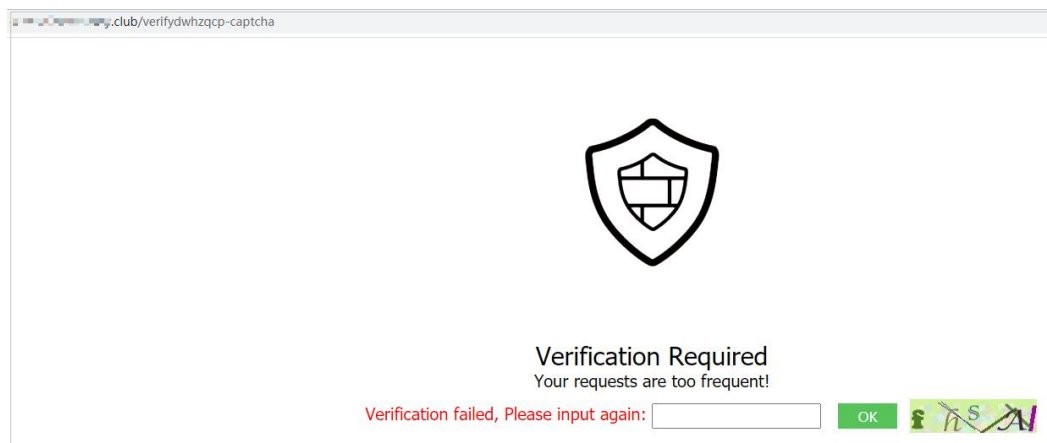 .club/verifydwhzqcp-captcha
Verification Required
Your requests are too frequent!
Verification failed, Please input again: OK